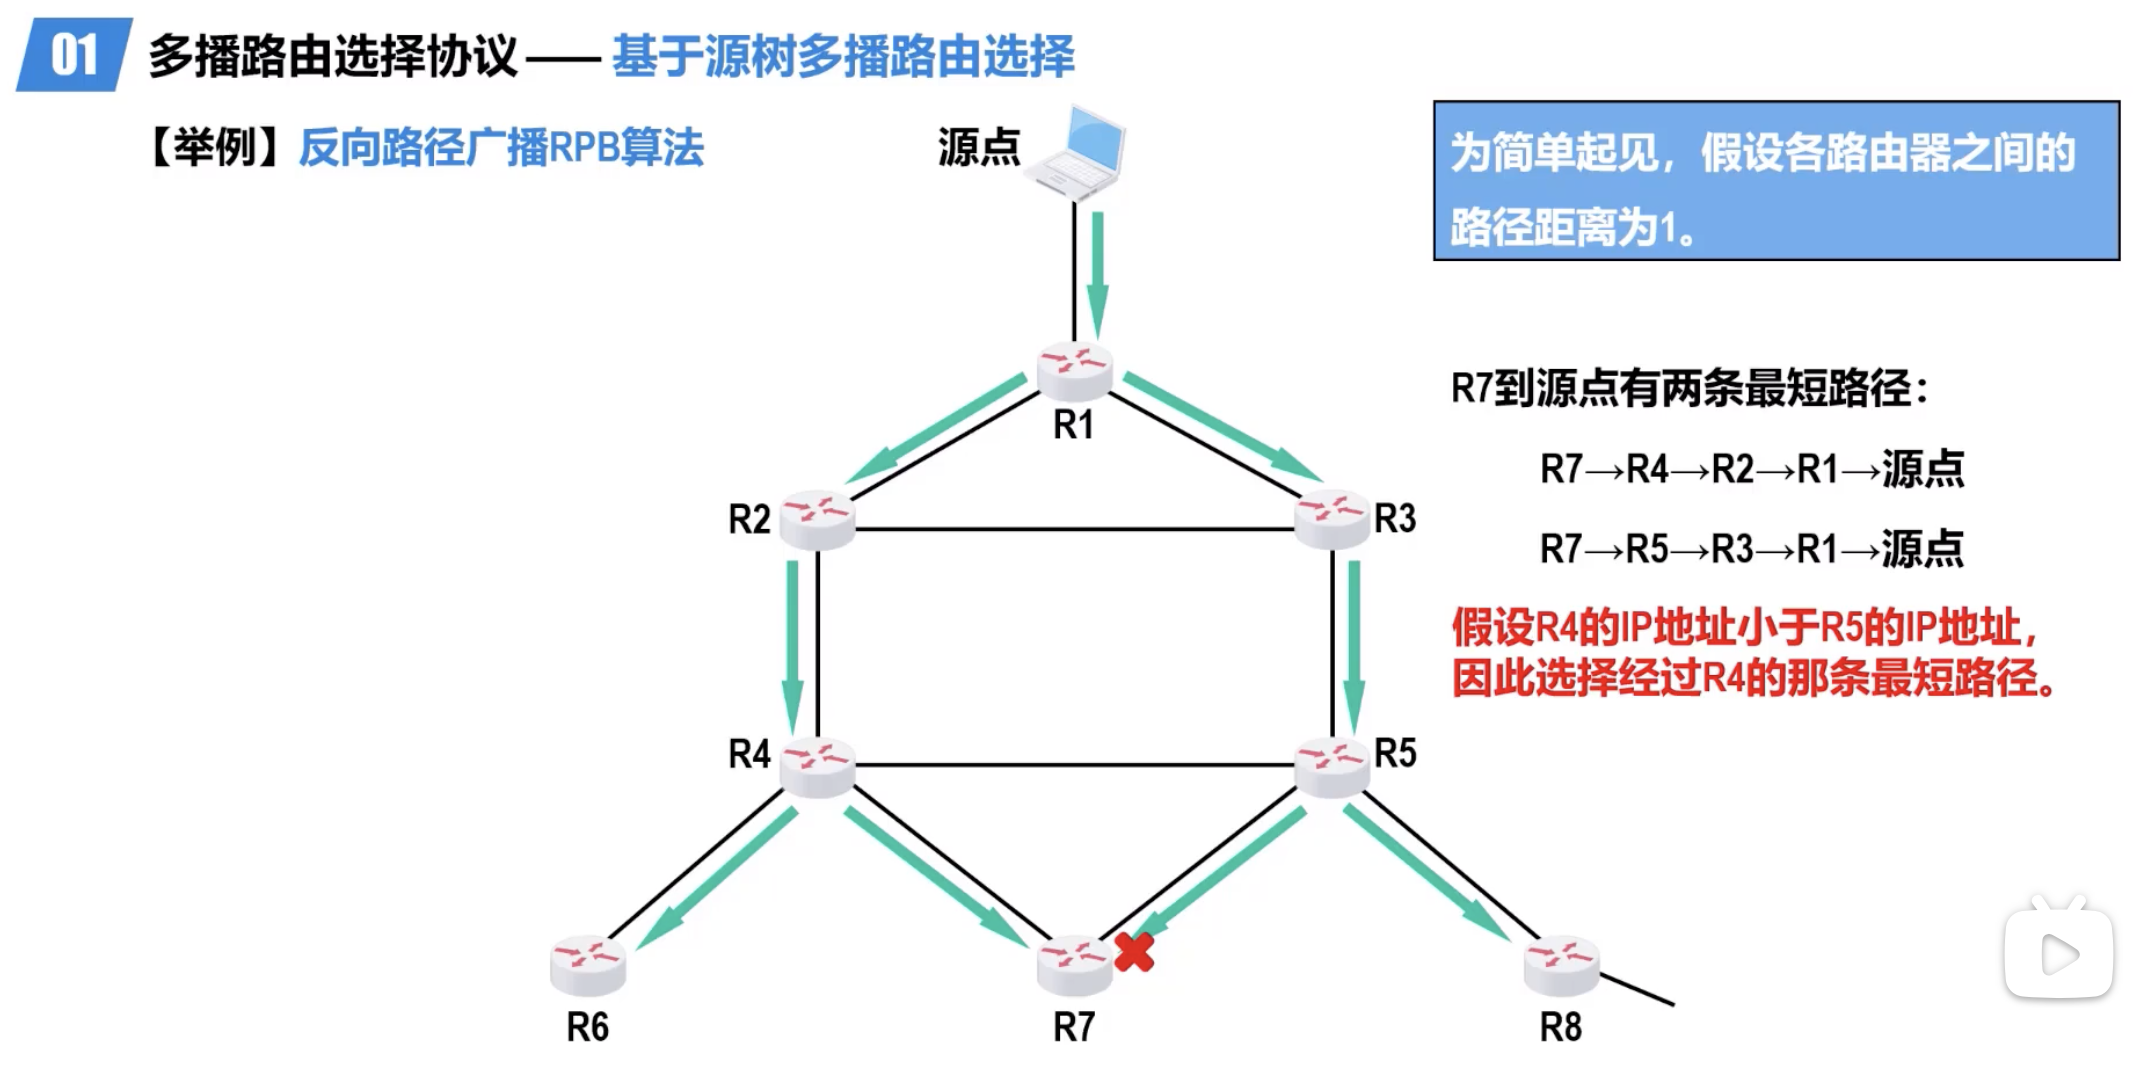 01 多播路由选择协议 —— 基于源树多播路由选择
【举例】反向路径广播RPB算法
源点
为简单起见，假设各路由器之间的
路径距离为1。
R1
R2
R3
R4
R5
R6
R7
R8
R7到源点有两条最短路径：
R7→R4→R2→R1→源点
R7→R5→R3→R1→源点
假设R4的IP地址小于R5的IP地址，
因此选择经过R4的那条最短路径。